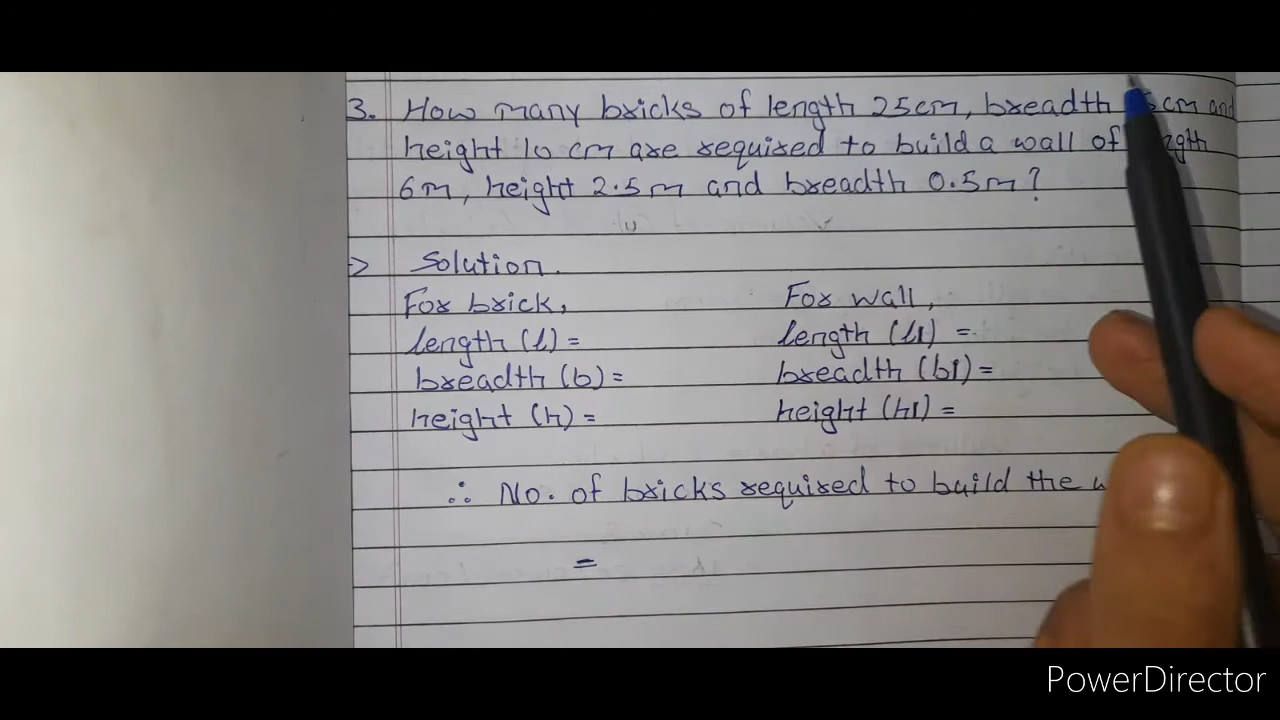 3. How many bricks of length 25cm, breadth cm and
height 10 cm are required to build a wall of
6m, height 2.5m and breadth 0.5m?
=> Solution.
For brick,
length (l) =
breadth (b) =
height (h) =
For wall,
length (l1) =
breadth (b1) =
height (h1) =
∴ No. of bricks required to build the
=
PowerDirector